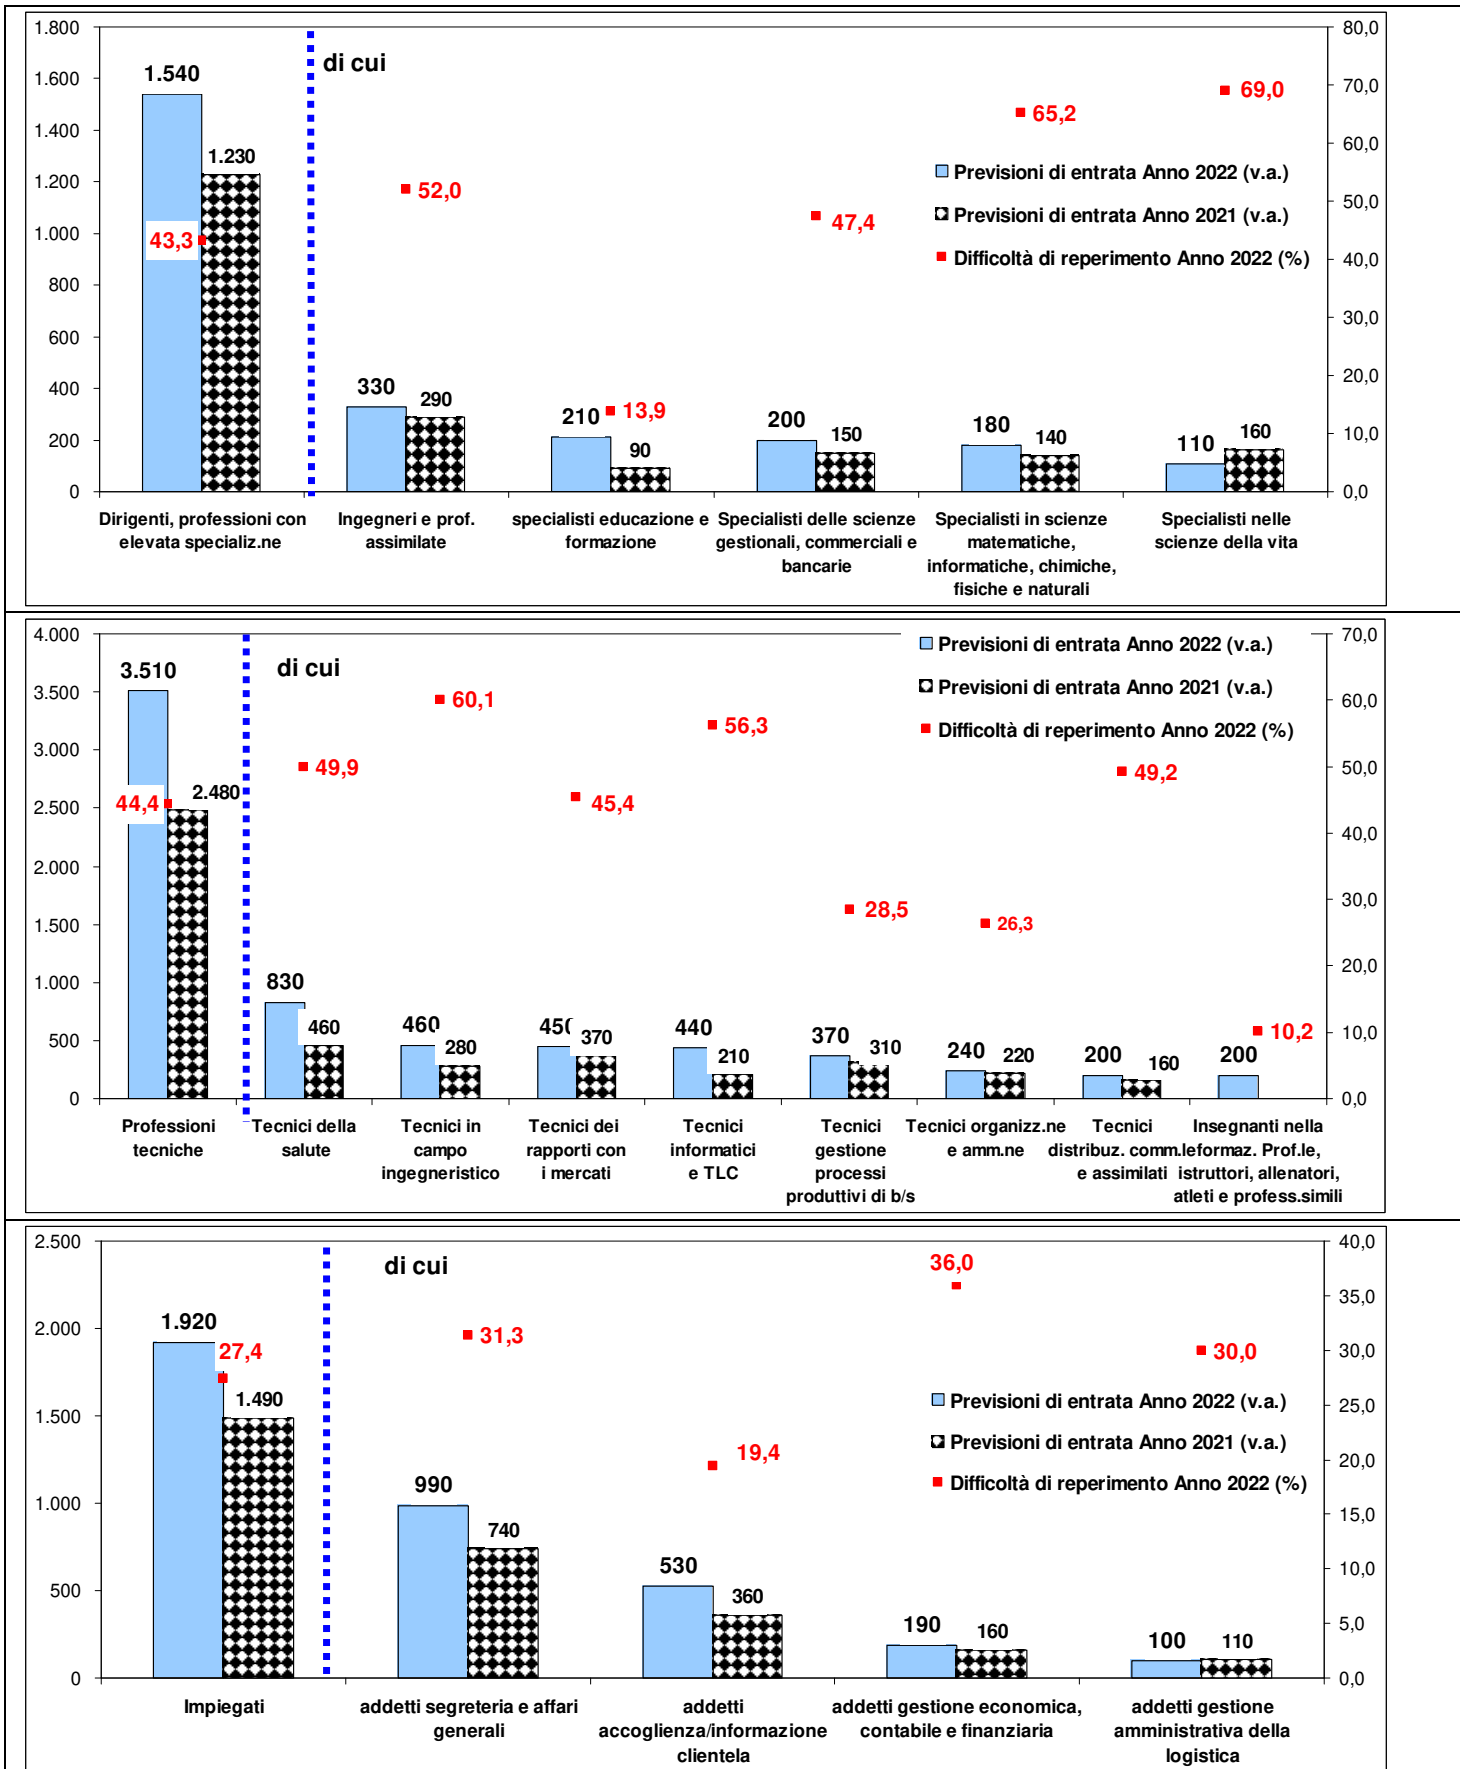 1.800
1.600
1.400
1.200
1.000
800
600
400
200
0
80,0
70,0
60,0
50,0
40,0
30,0
20,0
10,0
0,0
di cui
1.540
1.230
43,3
330
290
52,0
210
90
13,9
200
150
47,4
180
140
65,2
110
160
69,0
Previsioni di entrata Anno 2022 (v.a.)
Previsioni di entrata Anno 2021 (v.a.)
Difficoltà di reperimento Anno 2022 (%)
Dirigenti, professioni con
elevata specializ.ne
Ingegneri e prof.
assimilate
specialisti educazione e
formazione
Specialisti delle scienze
gestionali, commerciali e
bancarie
Specialisti in scienze
matematiche,
informatiche, chimiche,
fisiche e naturali
Specialisti nelle
scienze della vita
4.000
3.500
3.000
2.500
2.000
1.500
1.000
500
0
70,0
60,0
50,0
40,0
30,0
20,0
10,0
0,0
di cui
3.510
2.480
44,4
830
460
49,9
460
280
60,1
450
370
45,4
440
210
56,3
370
310
28,5
240
220
26,3
200
160
49,2
200
10,2
Previsioni di entrata Anno 2022 (v.a.)
Previsioni di entrata Anno 2021 (v.a.)
Difficoltà di reperimento Anno 2022 (%)
Professioni
tecniche
Tecnici della
salute
Tecnici in
campo
ingegneristico
Tecnici dei
rapporti con
i mercati
Tecnici
informatici
e TLC
Tecnici
gestione
processi
produttivi di b/s
Tecnici organizz.ne
e amm.ne
Tecnici
distribuz. comm.le
e assimilati
Insegnanti nella
formaz. Prof.le,
istruttori, allenatori,
atleti e profess.simili
2.500
2.000
1.500
1.000
500
0
40,0
35,0
30,0
25,0
20,0
15,0
10,0
5,0
0,0
di cui
1.920
1.490
27,4
990
740
31,3
530
360
19,4
190
160
36,0
100
110
30,0
Previsioni di entrata Anno 2022 (v.a.)
Previsioni di entrata Anno 2021 (v.a.)
Difficoltà di reperimento Anno 2022 (%)
Impiegati
addetti segreteria e affari
generali
addetti
accoglienza/informazione
clientela
addetti gestione economica,
contabile e finanziaria
addetti gestione
amministrativa della
logistica